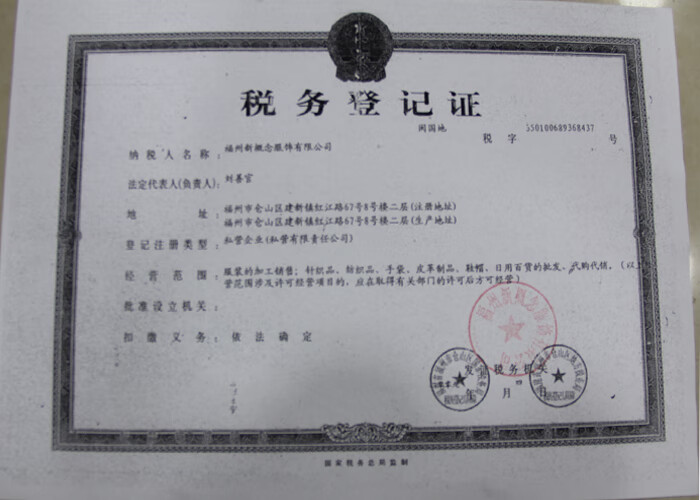 税务登记证
闽国地
税 字 350100689368437 号
纳税人名称: 福州新概念服饰有限公司
法定代表人(负责人): 刘善官
地 址: 福州市仓山区建新镇红江路67号8号楼二层(注册地址)
福州市仓山区建新镇红江路67号8号楼二层(生产地址)
登记注册类型: 私营企业(私营有限责任公司)
经营范围: 服装的加工销售; 针织品、纺织品、手袋、皮革制品、鞋帽、日用百货的批发、代购代销。(以上
营范围涉及许可经营项目的, 应在取得有关部门的许可后方可经营)
批准设立机关:
扣缴义务: 依法确定
发 税务机关
年 月 日
国家税务总局监制